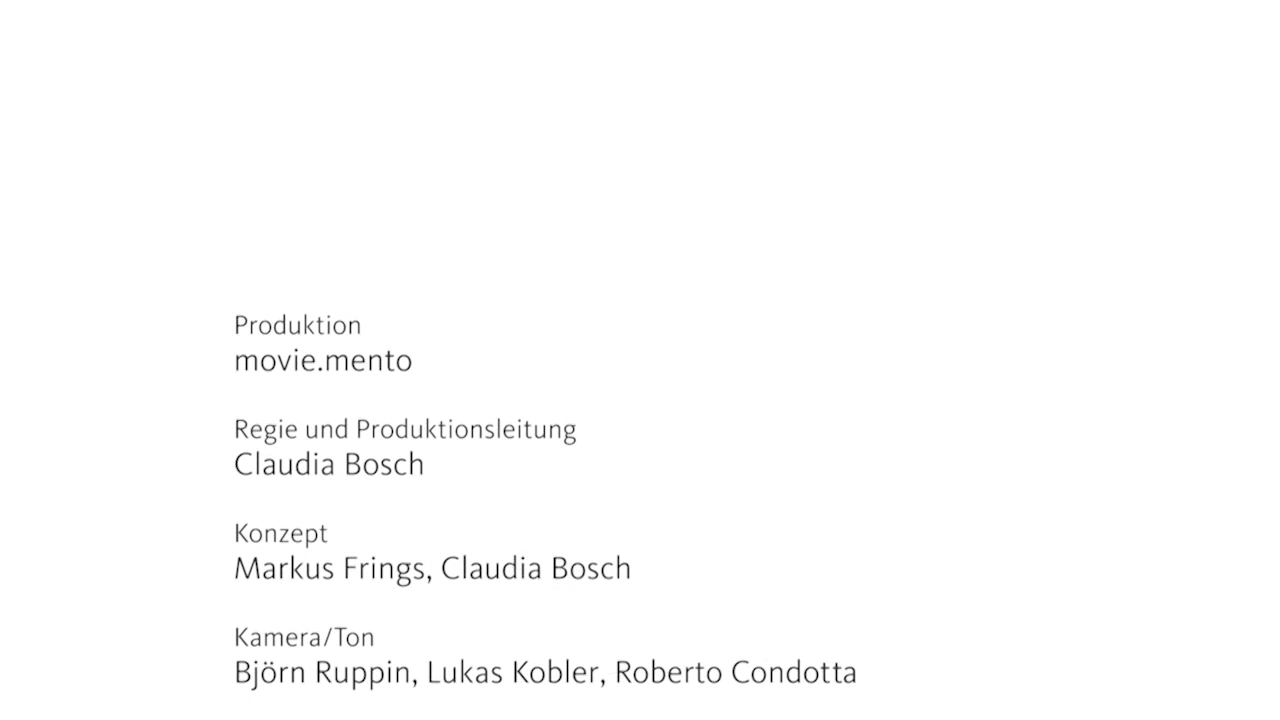 Produktion
movie.mento
Regie und Produktionsleitung
Claudia Bosch
Konzept
Markus Frings, Claudia Bosch
Kamera/Ton
Björn Ruppin, Lukas Kobler, Roberto Condotta